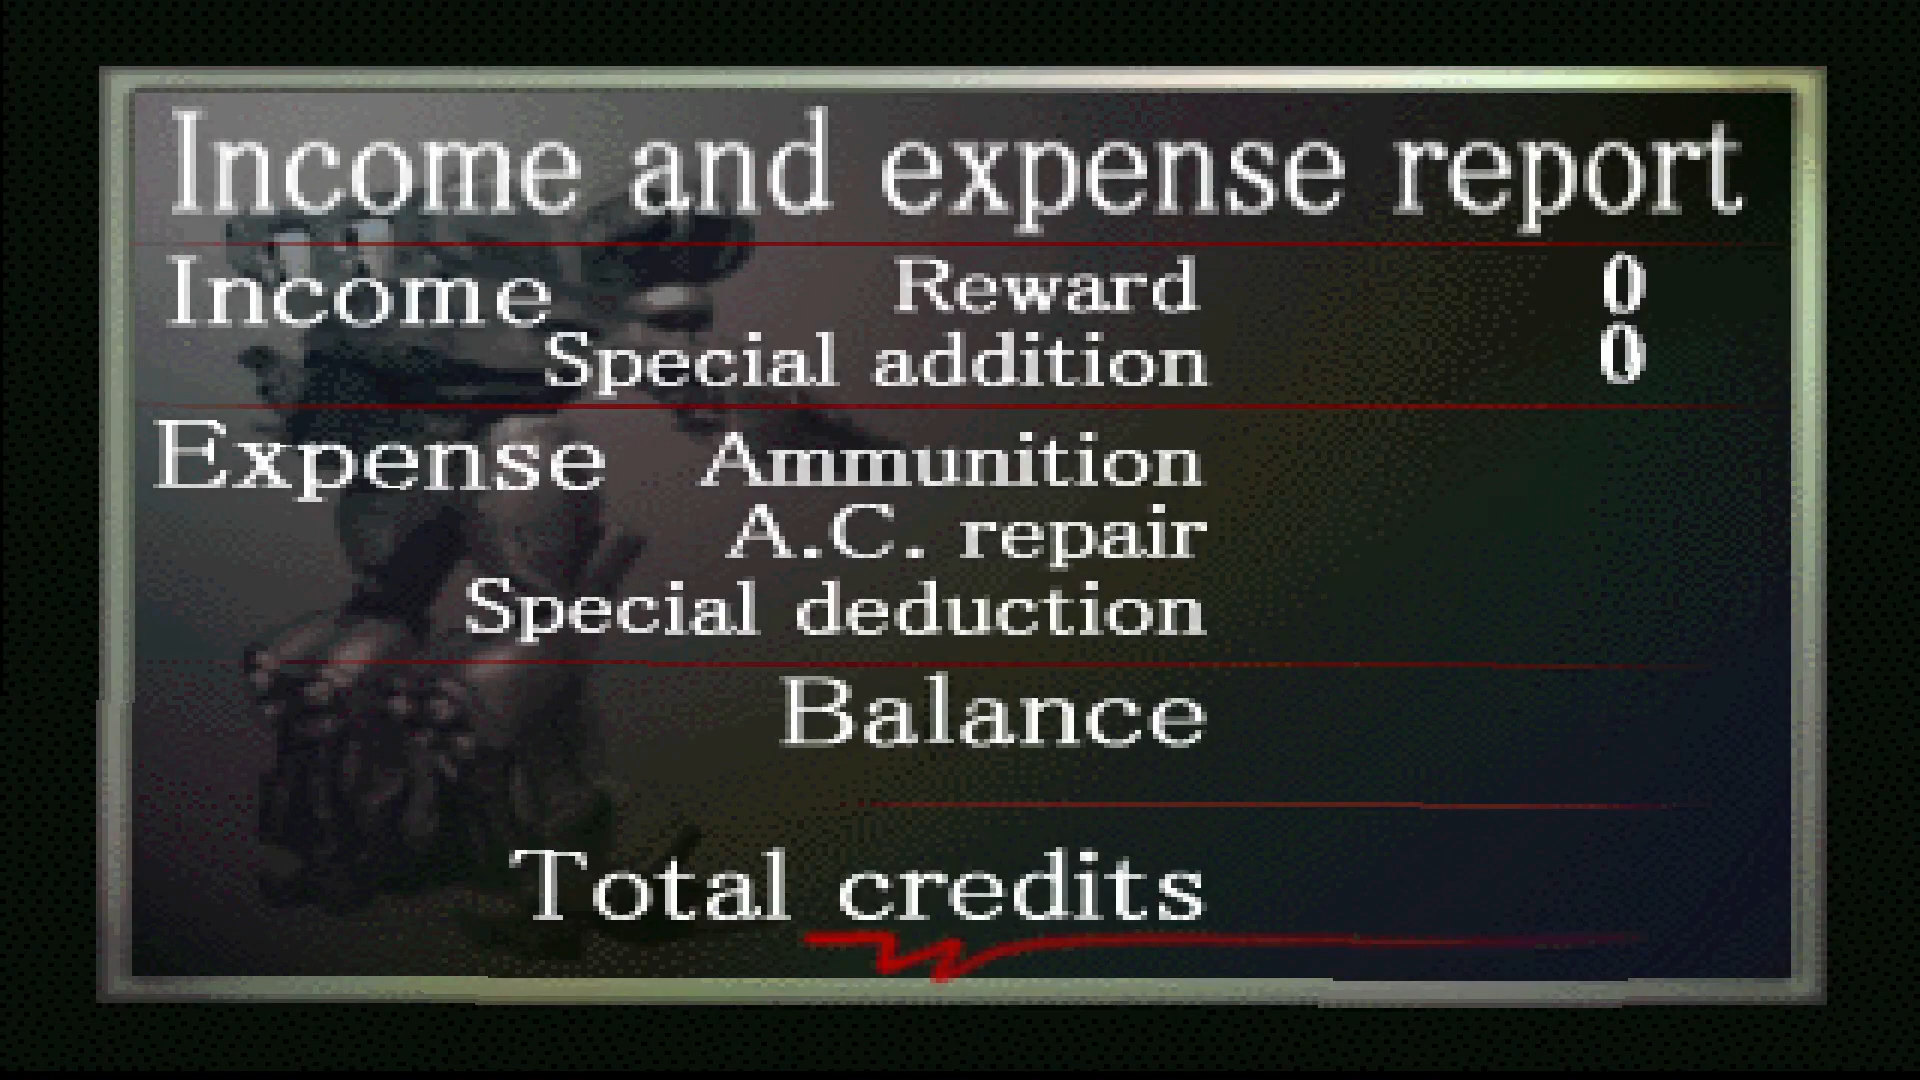 Income and expense report
Income Reward 0
Special addition 0
Expense Ammunition
A.C. repair
Special deduction
Balance
Total credits